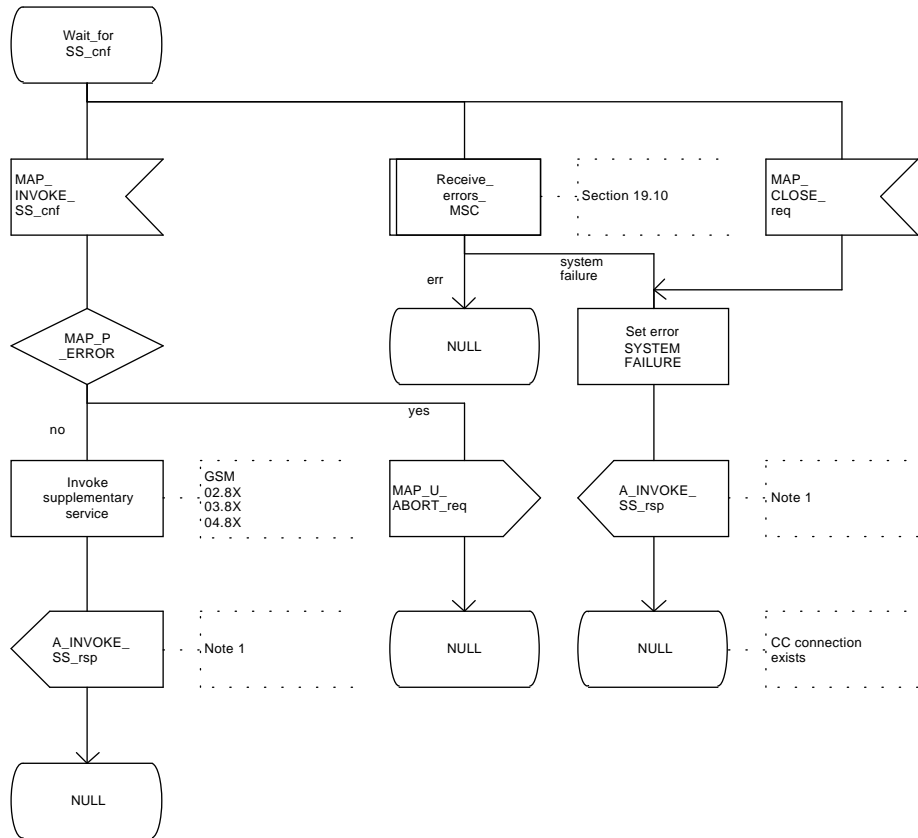 Wait_for
SS_cnf
MAP_
INVOKE_
SS_cnf
Receive_
errors_
MSC
Section 19.10
MAP_
CLOSE_
req
err
system
failure
MAP_P
_ERROR
NULL
Set error
SYSTEM
FAILURE
no
yes
Invoke
supplementary
service
GSM
02.8X
03.8X
04.8X
MAP_U_
ABORT_req
A_INVOKE_
SS_rsp
Note 1
A_INVOKE_
SS_rsp
Note 1
NULL
NULL
CC connection
exists
NULL